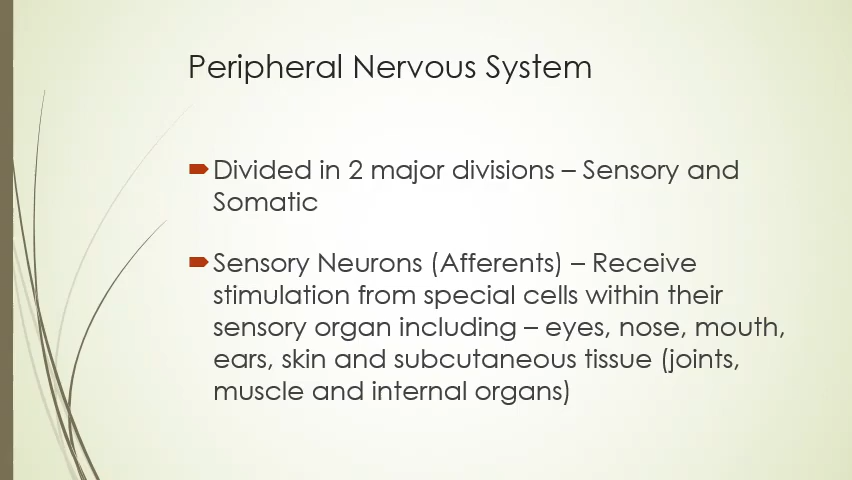 Peripheral Nervous System
Divided in 2 major divisions – Sensory and
Somatic
Sensory Neurons (Afferents) – Receive
stimulation from special cells within their
sensory organ including – eyes, nose, mouth,
ears, skin and subcutaneous tissue (joints,
muscle and internal organs)